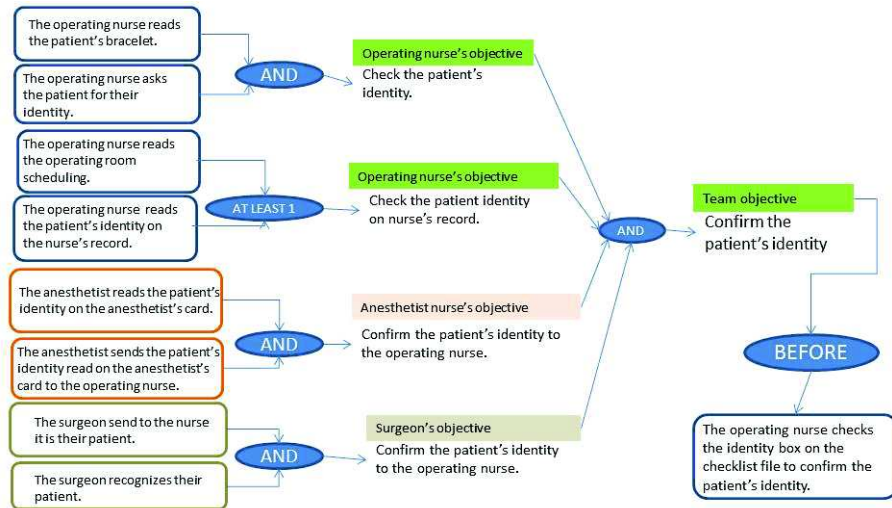 The operating nurse reads
the patient's bracelet.
AND
The operating nurse asks
the patient for their
identity.
Operating nurse's objective
Check the patient's
identity.
The operating nurse reads
the operating room
scheduling.
AT LEAST 1
The operating nurse reads
the patient's identity on
the nurse's record.
Operating nurse's objective
Check the patient identity
on nurse's record.
AND
Team objective
Confirm the
patient's identity
The anesthetist reads the patient's
identity on the anesthetist's card.
AND
The anesthetist sends the patient's
identity read on the anesthetist's
card to the operating nurse.
Anesthetist nurse's objective
Confirm the patient's identity to
the operating nurse.
BEFORE
The surgeon send to the nurse
it is their patient.
AND
The surgeon recognizes their
patient.
Surgeon's objective
Confirm the patient's identity
to the operating nurse.
The operating nurse checks
the identity box on the
checklist file to confirm the
patient's identity.